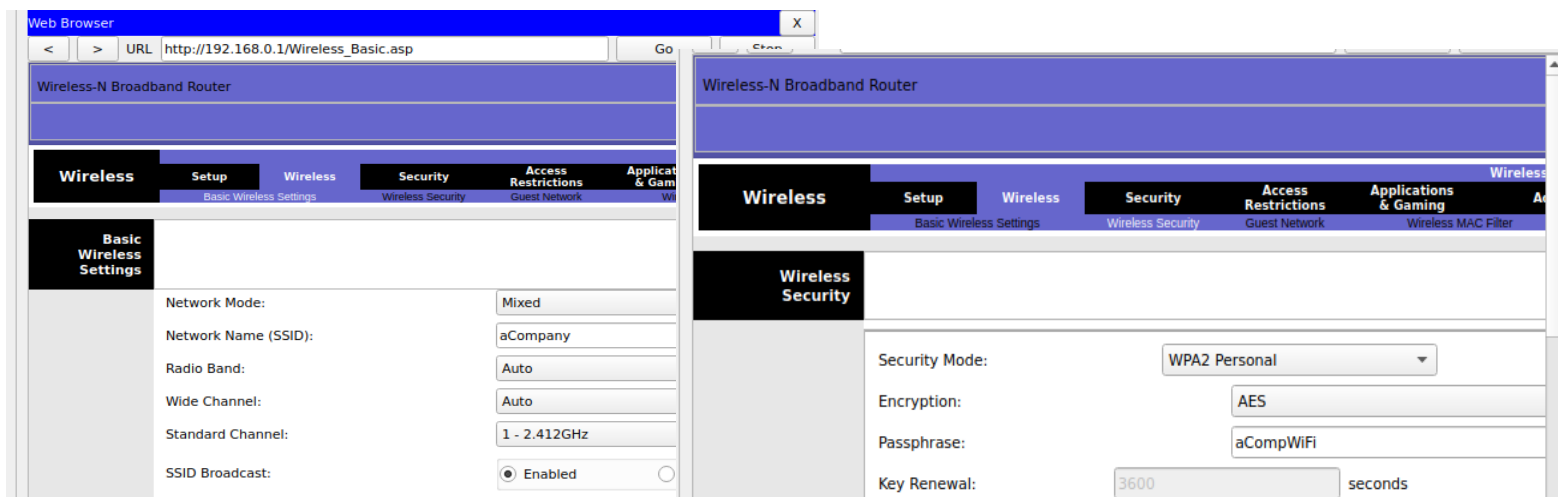 Web Browser X
< > URL http://192.168.0.1/Wireless_Basic.asp Go Stop
Wireless-N Broadband Router
Wireless Setup Wireless Security Access Restrictions Applicat & Gam
Basic Wireless Settings Wireless Security Guest Network Wi
Basic
Wireless
Settings
Network Mode: Mixed
Network Name (SSID): aCompany
Radio Band: Auto
Wide Channel: Auto
Standard Channel: 1 - 2.412GHz
SSID Broadcast: Enabled
Wireless-N Broadband Router
Wireless
Wireless Setup Wireless Security Access Restrictions Applications & Gaming
Basic Wireless Settings Wireless Security Guest Network Wireless MAC Filter
Wireless
Security
Security Mode: WPA2 Personal
Encryption: AES
Passphrase: aCompWiFi
Key Renewal: 3600 seconds